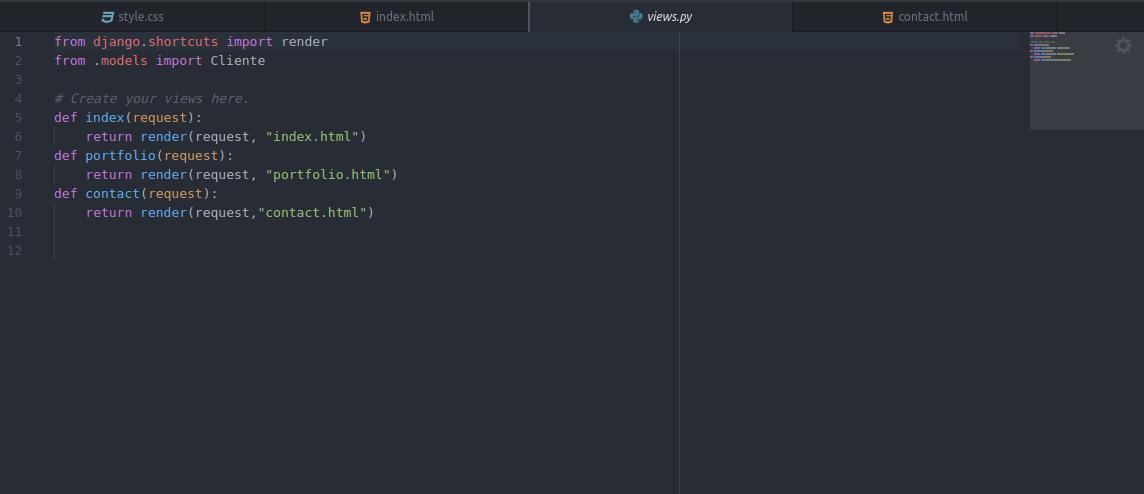 style.css index.html views.py contact.html
1 from django.shortcuts import render
2 from .models import Cliente
3
4 # Create your views here.
5 def index(request):
6     return render(request, "index.html")
7 def portfolio(request):
8     return render(request, "portfolio.html")
9 def contact(request):
10     return render(request,"contact.html")
11
12